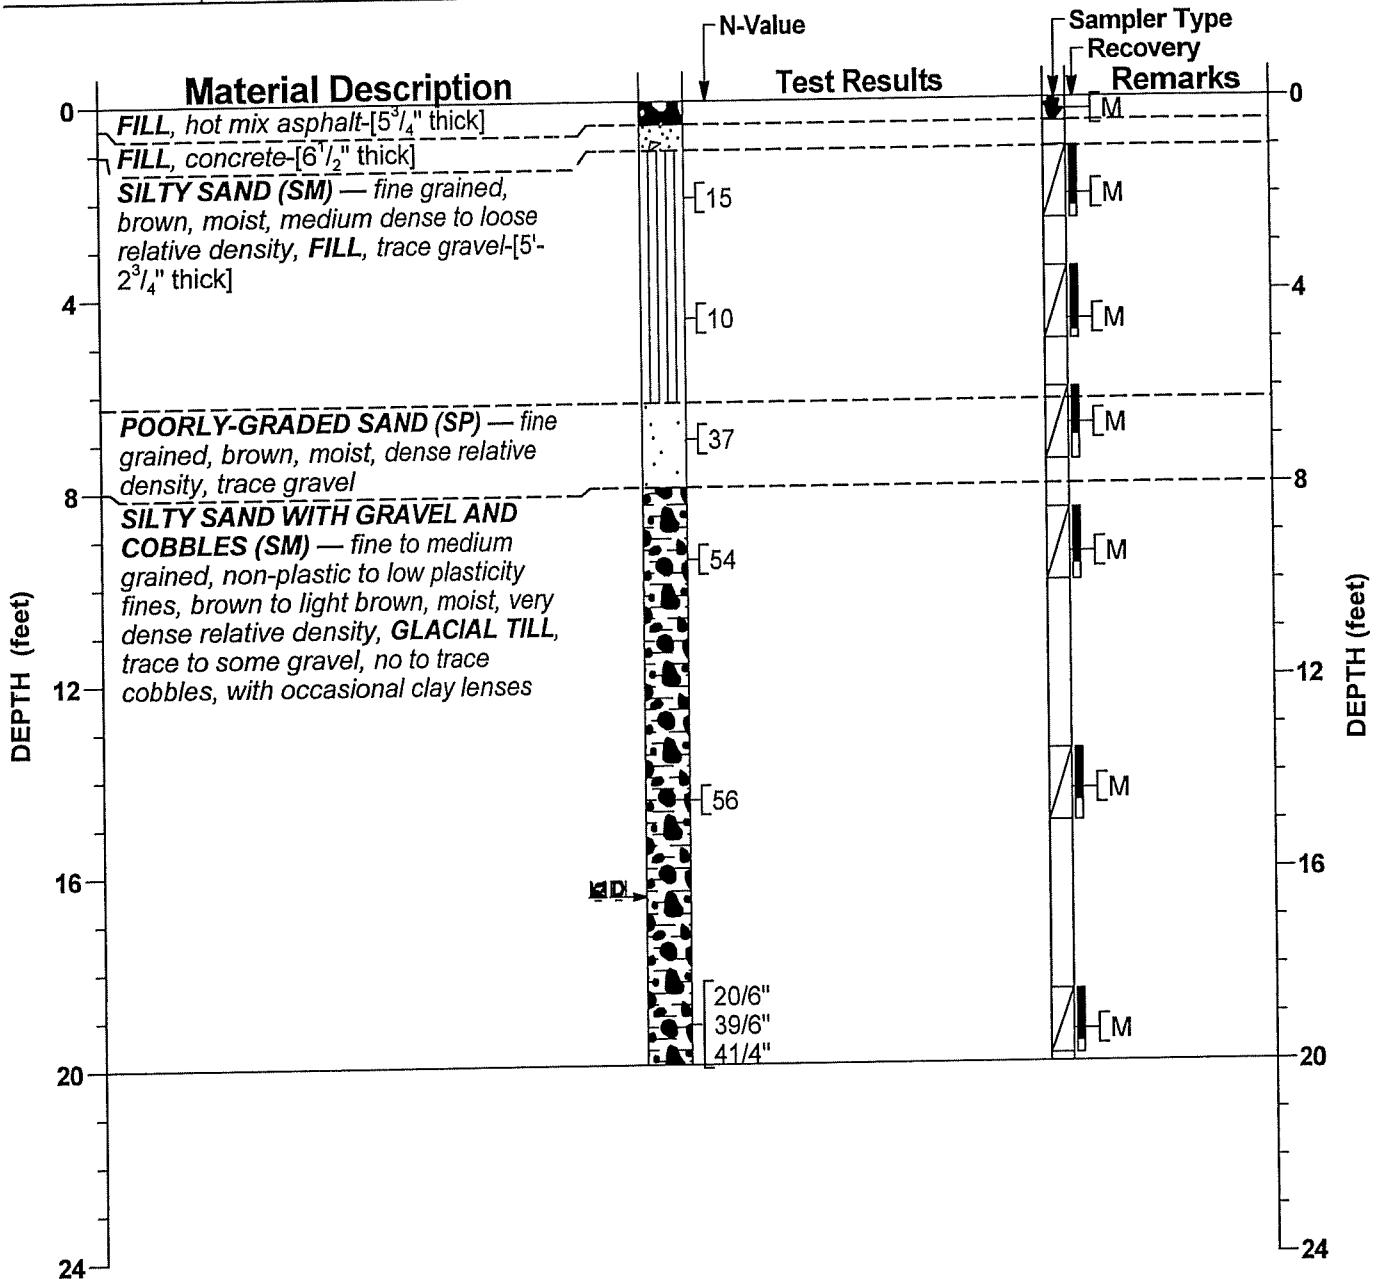 N-Value
Sampler Type
Recovery
Material Description
Test Results
Remarks
0
0
FILL, hot mix asphalt-[5 3/4" thick]
M
FILL, concrete-[6 1/2" thick]
SILTY SAND (SM) — fine grained,
brown, moist, medium dense to loose
relative density, FILL, trace gravel-[5'-
2 3/4" thick]
15
M
4
10
M
4
POORLY-GRADED SAND (SP) — fine
grained, brown, moist, dense relative
density, trace gravel
37
M
8
8
SILTY SAND WITH GRAVEL AND
COBBLES (SM) — fine to medium
grained, non-plastic to low plasticity
fines, brown to light brown, moist, very
dense relative density, GLACIAL TILL,
trace to some gravel, no to trace
cobbles, with occasional clay lenses
54
M
DEPTH (feet)
DEPTH (feet)
12
12
56
M
16
16
20/6"
39/6"
41/4"
M
20
20
24
24